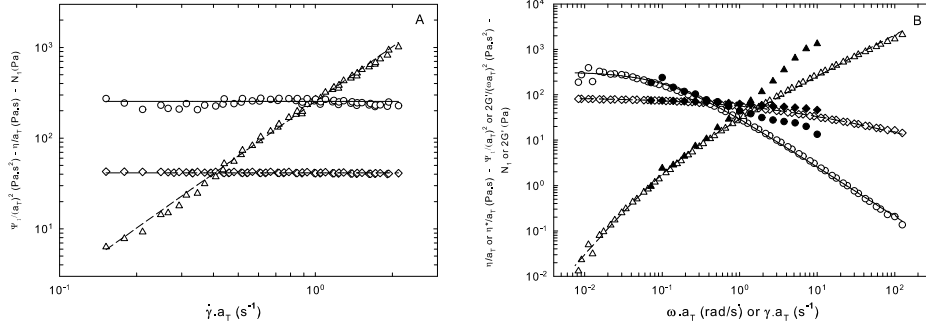 A
10³
10²
10¹
10⁻¹
10⁰
Ψ₁/(a_T)² (Pa.s²) - η/a_T (Pa.s) - N₁(Pa)
γ̇.a_T (s⁻¹)
B
10⁴
10³
10²
10¹
10⁰
10⁻¹
10⁻²
10⁻²
10⁻¹
10⁰
10¹
10²
η/a_T or η*/a_T (Pa.s) - Ψ₁/(a_T)² or 2G'/(ωa_T)² (Pa.s²) -
N₁ or 2G' (Pa)
ω.a_T (rad/s) or γ̇.a_T (s⁻¹)